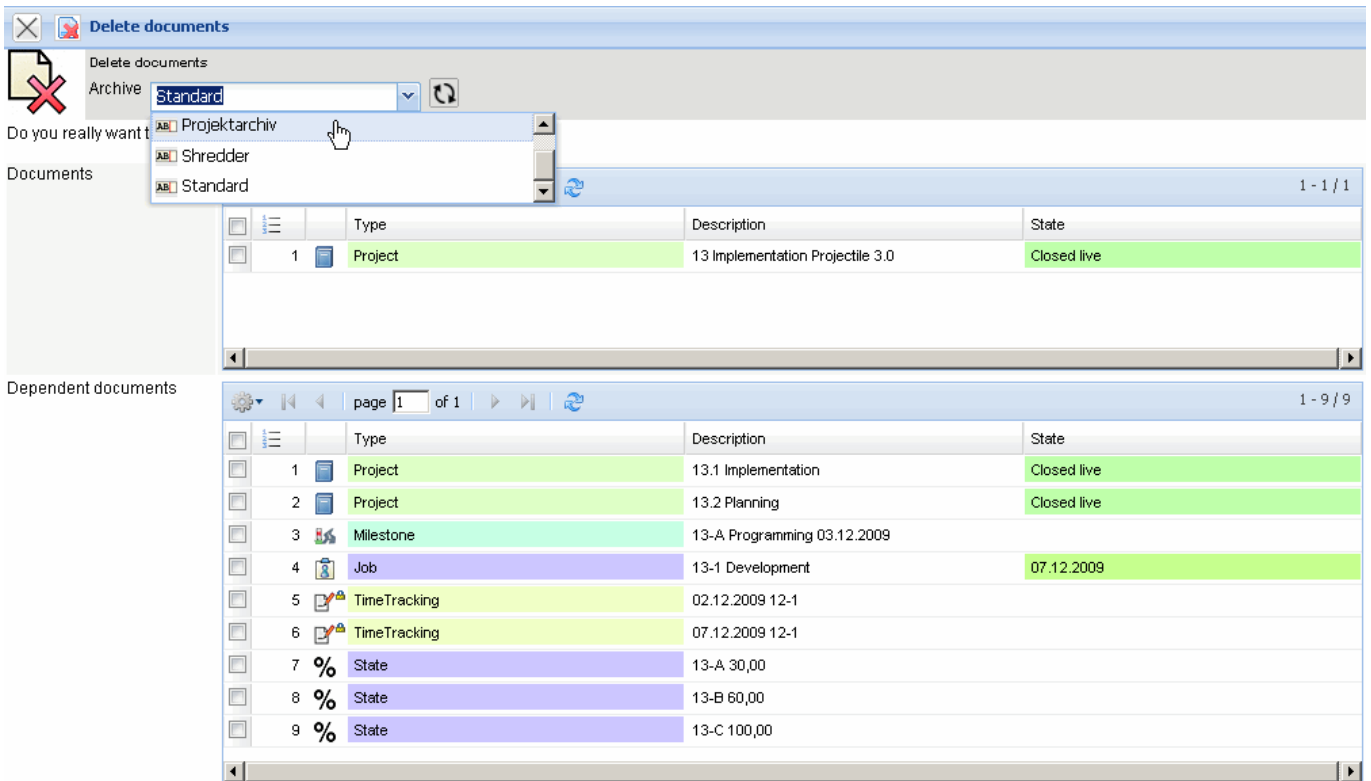 Delete documents
Delete documents
Archive Standard
Projektarchiv
Do you really want t
Shredder
Documents
Standard
1 - 1 / 1
Type Description State
1 Project 13 Implementation Projectile 3.0 Closed live
Dependent documents
page 1 of 1 1 - 9 / 9
Type Description State
1 Project 13.1 Implementation Closed live
2 Project 13.2 Planning Closed live
3 Milestone 13-A Programming 03.12.2009
4 Job 13-1 Development 07.12.2009
5 TimeTracking 02.12.2009 12-1
6 TimeTracking 07.12.2009 12-1
7 % State 13-A 30,00
8 % State 13-B 60,00
9 % State 13-C 100,00